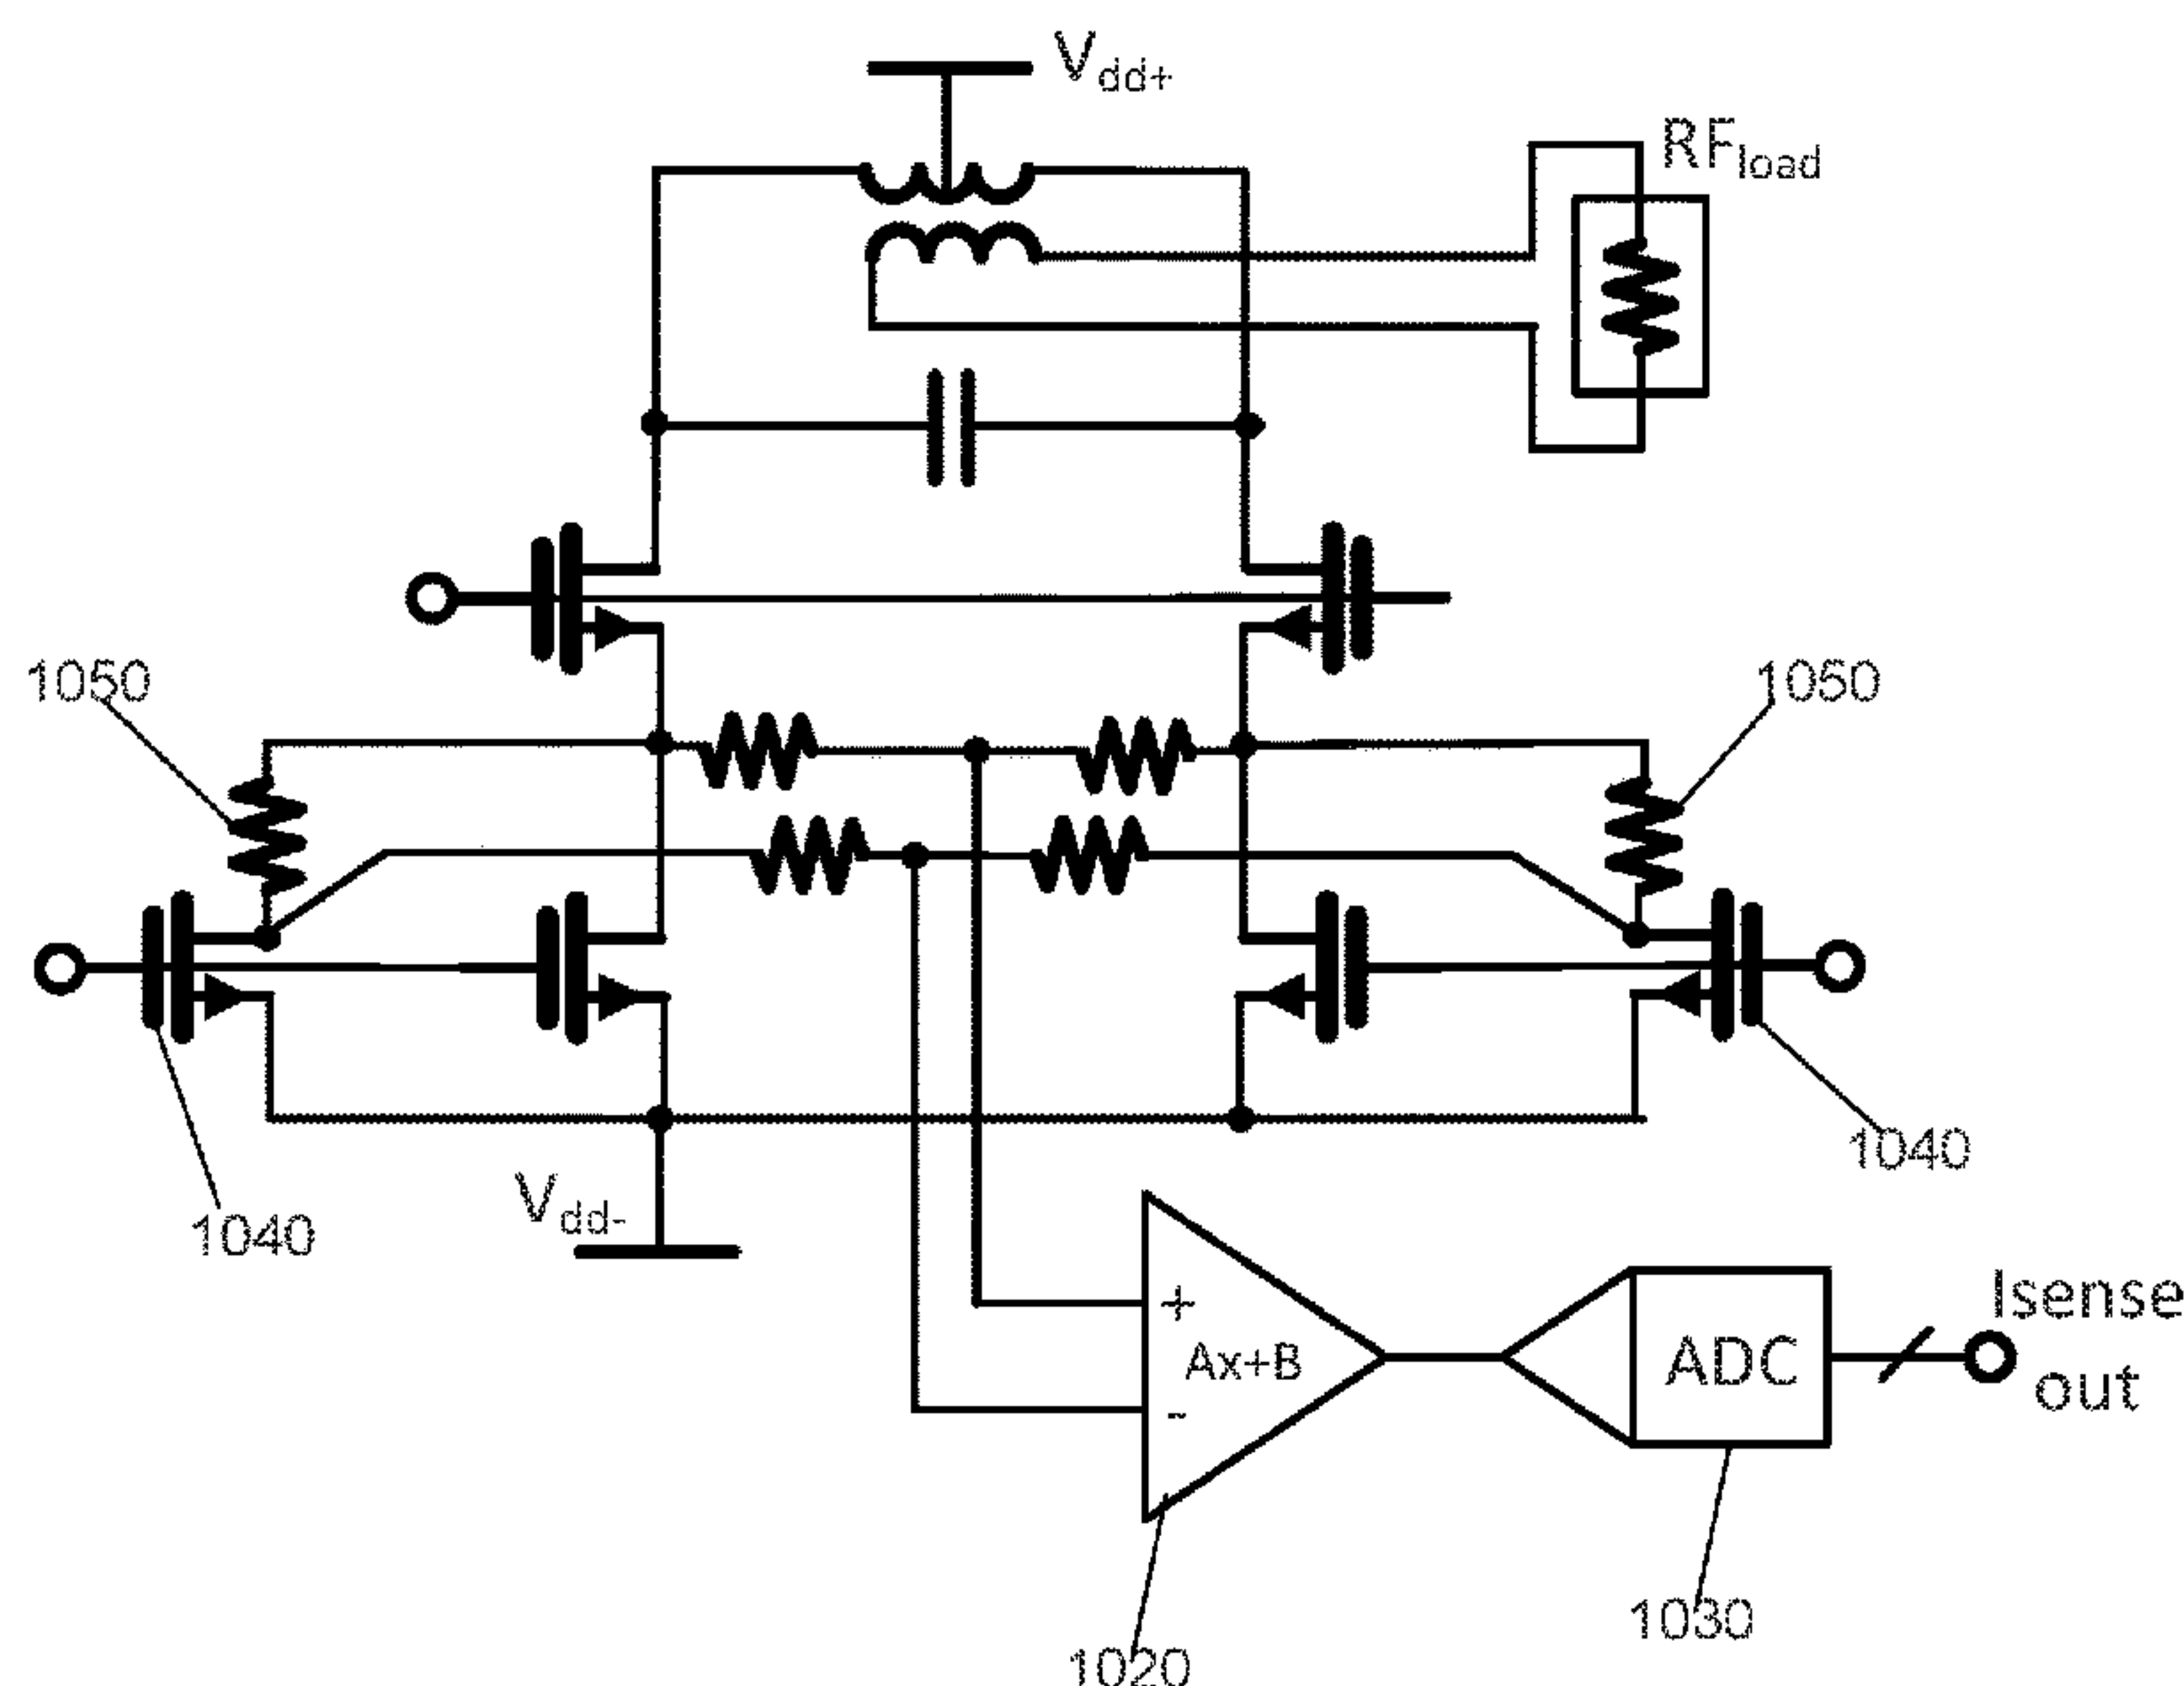 Vdd+
RFload
1050
1050
1040
1040
Vdd-
+
Ax+B
-
ADC
Isense
out
1030
1020